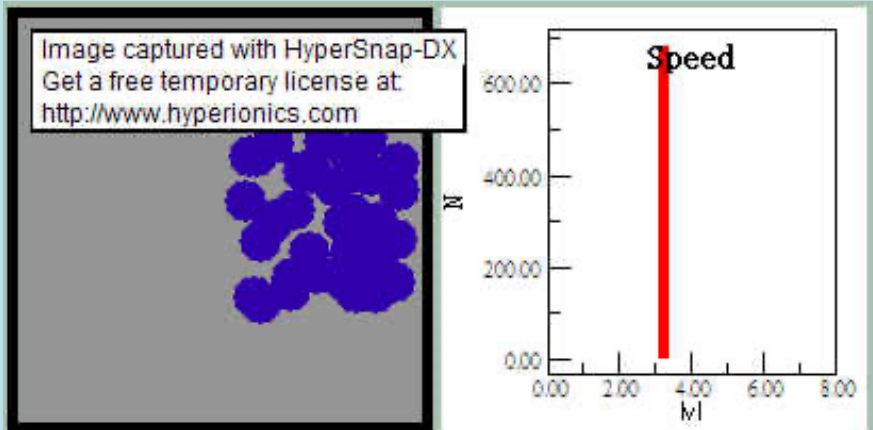 Image captured with HyperSnap-DX
Get a free temporary license at:
http://www.hyperionics.com
Speed
600.00
400.00
N
200.00
0.00
0.00 2.00 4.00 6.00 8.00
lvl